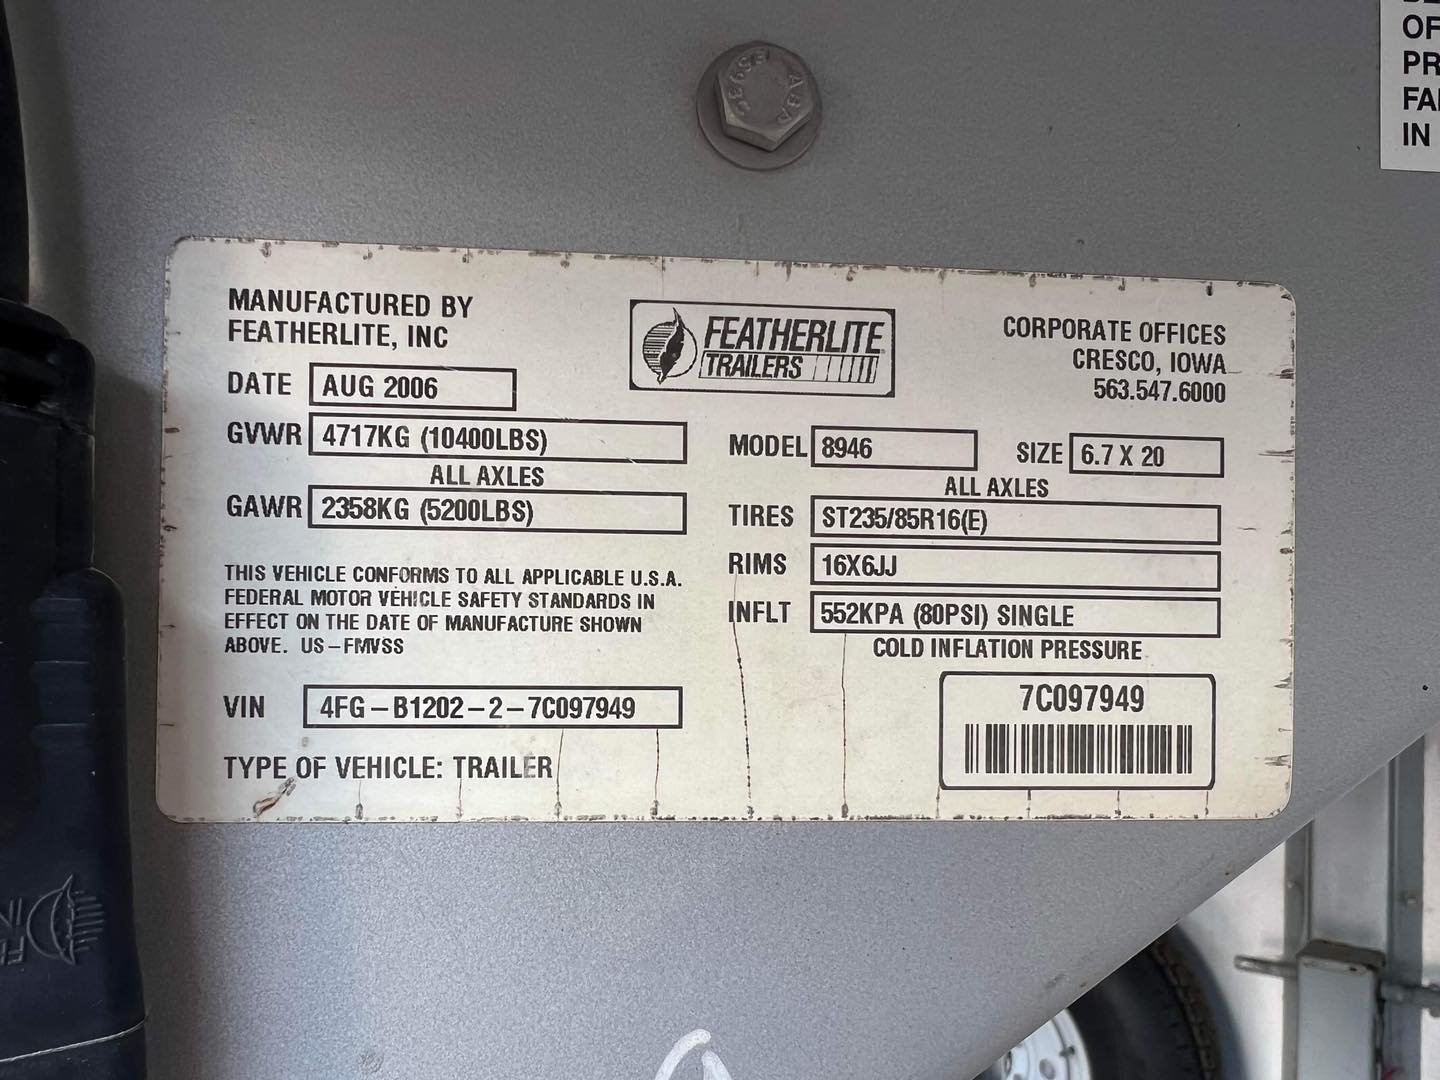 OF
PR
FA
IN
MANUFACTURED BY
FEATHERLITE, INC
FEATHERLITE
TRAILERS
CORPORATE OFFICES
CRESCO, IOWA
563.547.6000
DATE AUG 2006
GVWR 4717KG (10400LBS)
ALL AXLES
GAWR 2358KG (5200LBS)
MODEL 8946 SIZE 6.7 X 20
ALL AXLES
TIRES ST235/85R16(E)
RIMS 16X6JJ
INFLT 552KPA (80PSI) SINGLE
COLD INFLATION PRESSURE
THIS VEHICLE CONFORMS TO ALL APPLICABLE U.S.A.
FEDERAL MOTOR VEHICLE SAFETY STANDARDS IN
EFFECT ON THE DATE OF MANUFACTURE SHOWN
ABOVE. US-FMVSS
VIN 4FG-B1202-2-7C097949
7C097949
TYPE OF VEHICLE: TRAILER